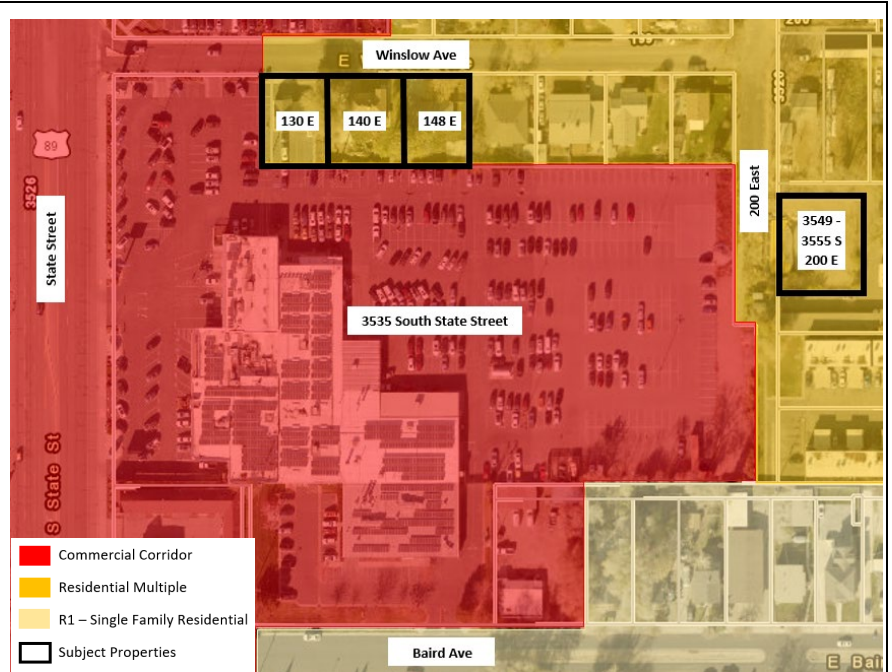 200
Winslow Ave
E
199
3520
130 E
140 E
148 E
89
3526
State Street
200 East
3549 -
3555 S
200 E
3535 South State Street
S State St
Commercial Corridor
Residential Multiple
R1 – Single Family Residential
Subject Properties
Baird Ave
E Bai